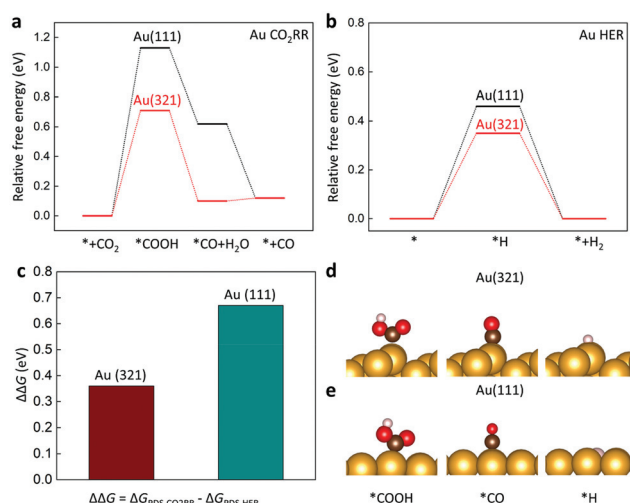 a
Au CO2RR
Relative free energy (eV)
1.2
1.0
0.8
0.6
0.4
0.2
0.0
Au(111)
Au(321)
*+CO2
*COOH
*CO+H2O
*+CO
b
Au HER
Relative free energy (eV)
0.8
0.6
0.4
0.2
0.0
Au(111)
Au(321)
*
*H
*+H2
c
ΔΔG (eV)
0.8
0.7
0.6
0.5
0.4
0.3
0.2
0.1
0.0
Au (321)
Au (111)
ΔΔG = ΔGPDS,CO2RR - ΔGPDS,HER
d
Au(321)
e
Au(111)
*COOH
*CO
*H